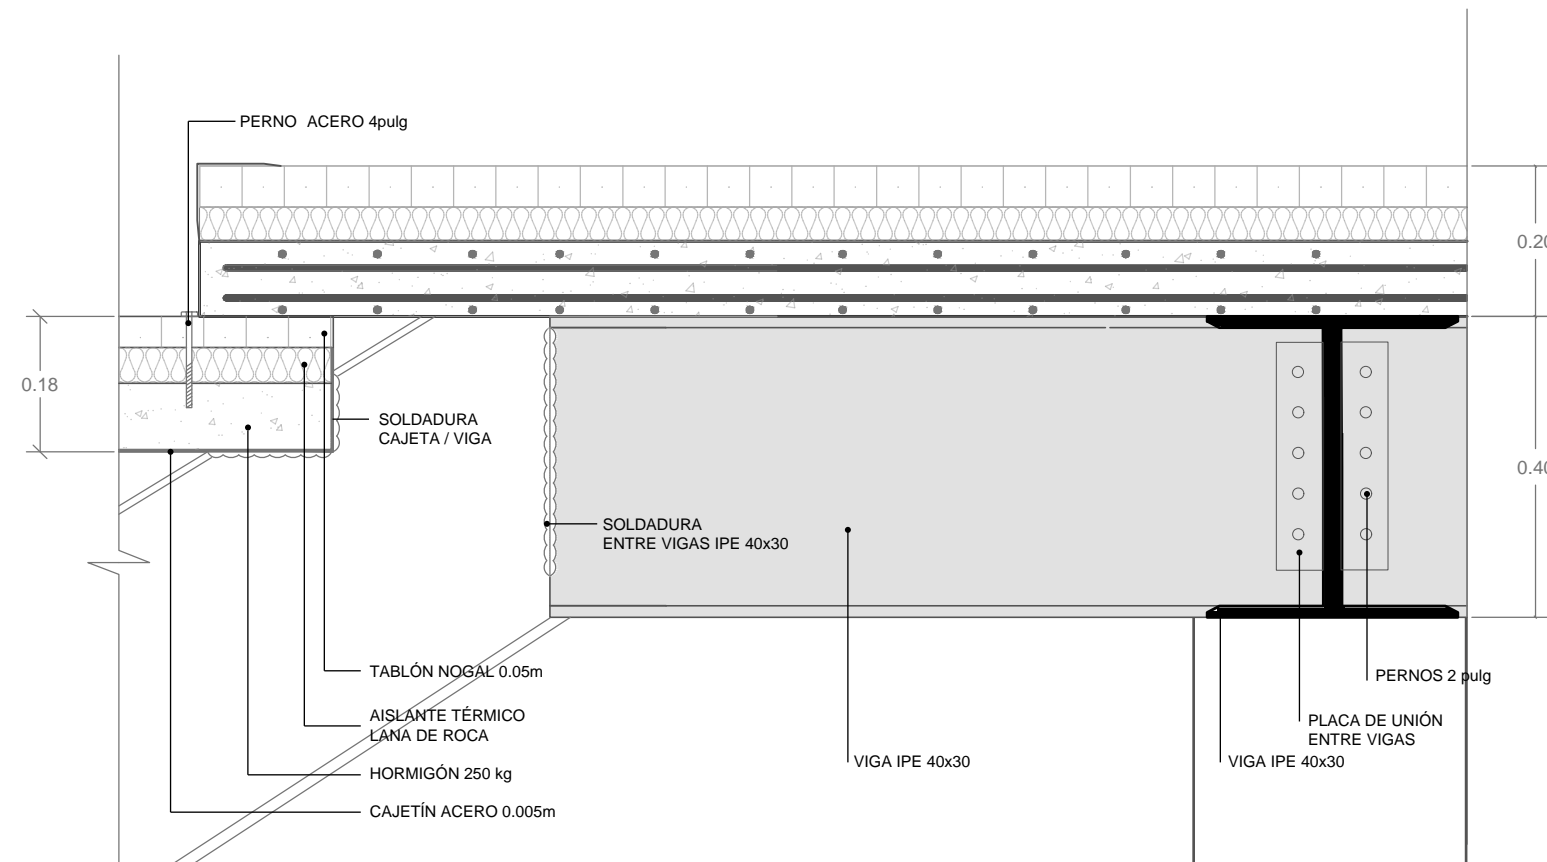 PERNO ACERO 4pulg
0.20
0.18
SOLDADURA
CAJETA / VIGA
0.40
SOLDADURA
ENTRE VIGAS IPE 40x30
TABLÓN NOGAL 0.05m
PERNOS 2 pulg
AISLANTE TÉRMICO
LANA DE ROCA
PLACA DE UNIÓN
ENTRE VIGAS
VIGA IPE 40x30
VIGA IPE 40x30
HORMIGÓN 250 kg
CAJETÍN ACERO 0.005m